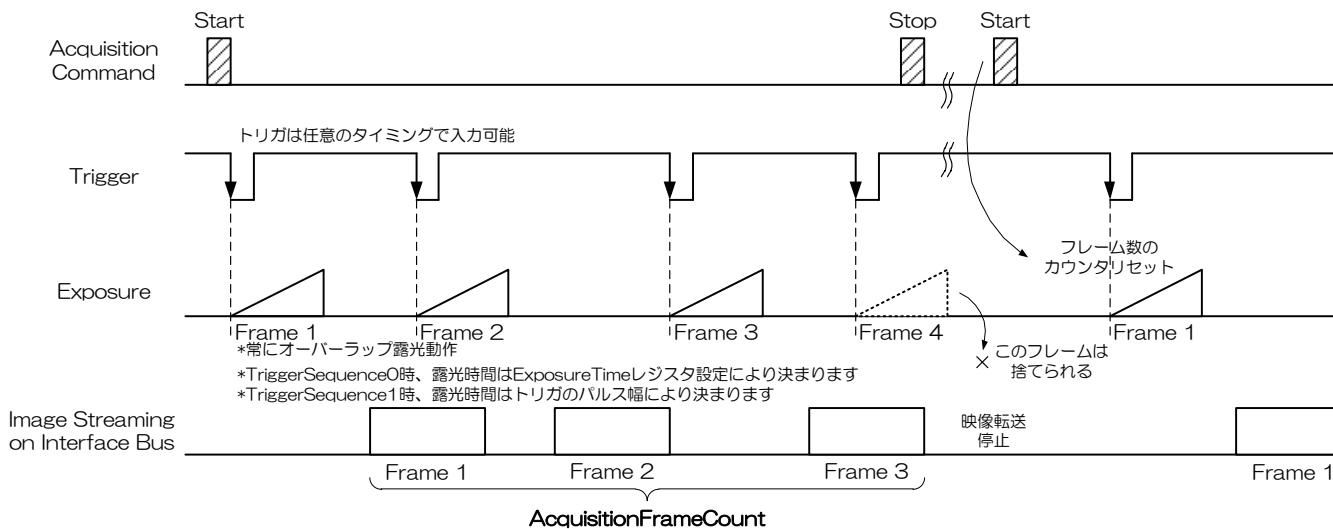 Start
Stop
Start
Acquisition
Command
トリガは任意のタイミングで入力可能
Trigger
フレーム数の
カウンタリセット
Exposure
Frame 1
Frame 2
Frame 3
Frame 4
Frame 1
*常にオーバーラップ露光動作
*TriggerSequence0時、露光時間はExposureTimeレジスタ設定により決まります
*TriggerSequence1時、露光時間はトリガのパルス幅により決まります
×このフレームは
捨てられる
Image Streaming
on Interface Bus
映像転送
停止
Frame 1
Frame 2
Frame 3
Frame 1
AcquisitionFrameCount